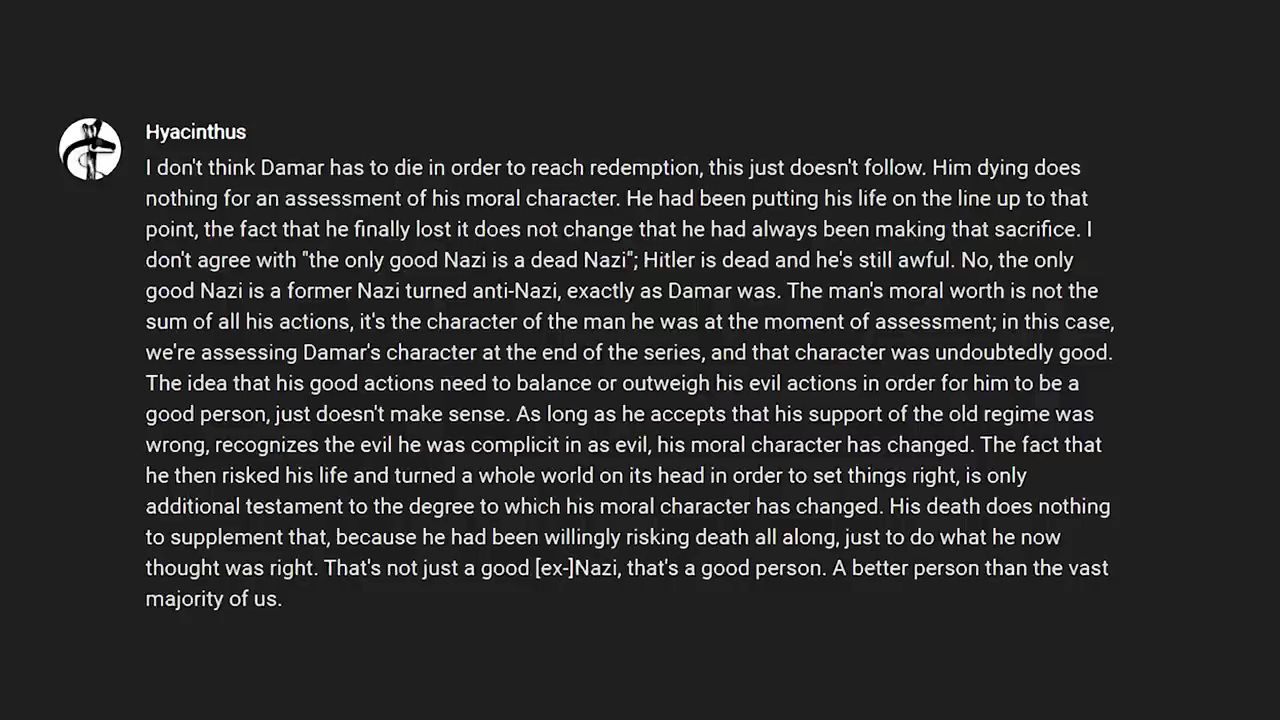 Hyacinthus
I don't think Damar has to die in order to reach redemption, this just doesn't follow. Him dying does
nothing for an assessment of his moral character. He had been putting his life on the line up to that
point, the fact that he finally lost it does not change that he had always been making that sacrifice. I
don't agree with "the only good Nazi is a dead Nazi"; Hitler is dead and he's still awful. No, the only
good Nazi is a former Nazi turned anti-Nazi, exactly as Damar was. The man's moral worth is not the
sum of all his actions, it's the character of the man he was at the moment of assessment; in this case,
we're assessing Damar's character at the end of the series, and that character was undoubtedly good.
The idea that his good actions need to balance or outweigh his evil actions in order for him to be a
good person, just doesn't make sense. As long as he accepts that his support of the old regime was
wrong, recognizes the evil he was complicit in as evil, his moral character has changed. The fact that
he then risked his life and turned a whole world on its head in order to set things right, is only
additional testament to the degree to which his moral character has changed. His death does nothing
to supplement that, because he had been willingly risking death all along, just to do what he now
thought was right. That's not just a good [ex-]Nazi, that's a good person. A better person than the vast
majority of us.